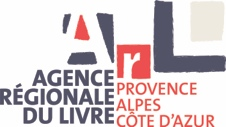 ArL
AGENCE
RÉGIONALE
DU LIVRE
PROVENCE
ALPES
CÔTE D'AZUR